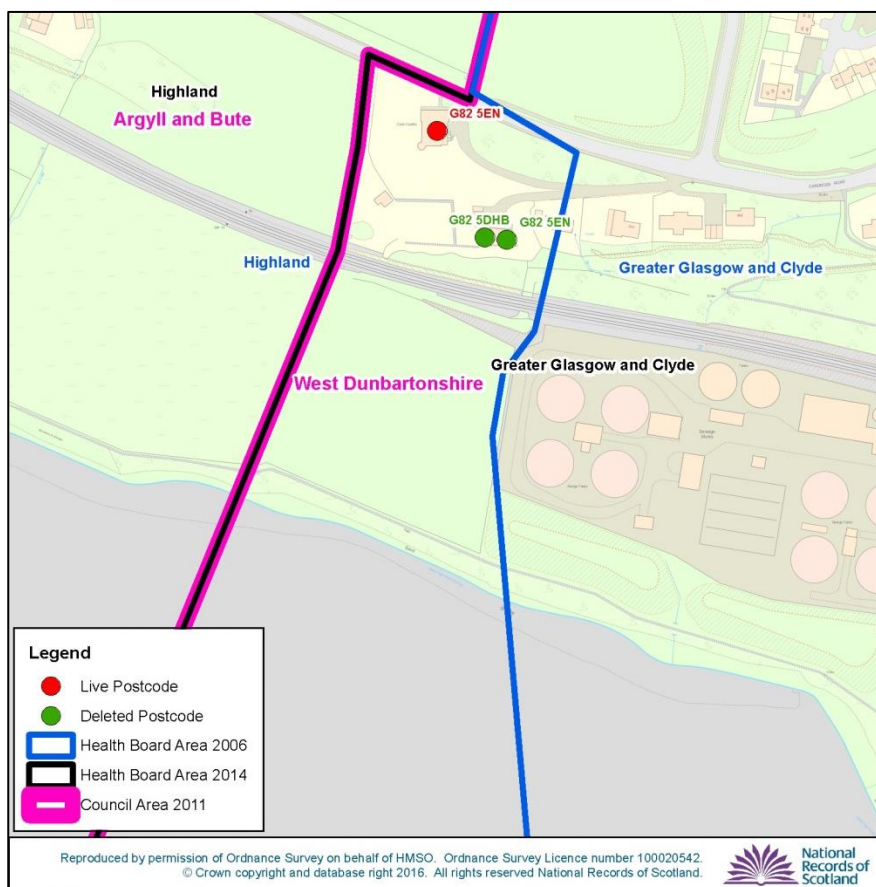 Highland
Argyll and Bute
G82 5EN
CARDROSS ROAD
G82 5DHB
G82 5EN
Highland
Greater Glasgow and Clyde
Greater Glasgow and Clyde
West Dunbartonshire
Legend
Live Postcode
Deleted Postcode
Health Board Area 2006
Health Board Area 2014
Council Area 2011
Reproduced by permission of Ordnance Survey on behalf of HMSO. Ordnance Survey Licence number 100020542.
© Crown copyright and database right 2016. All rights reserved National Records of Scotland.
National
Records of
Scotland